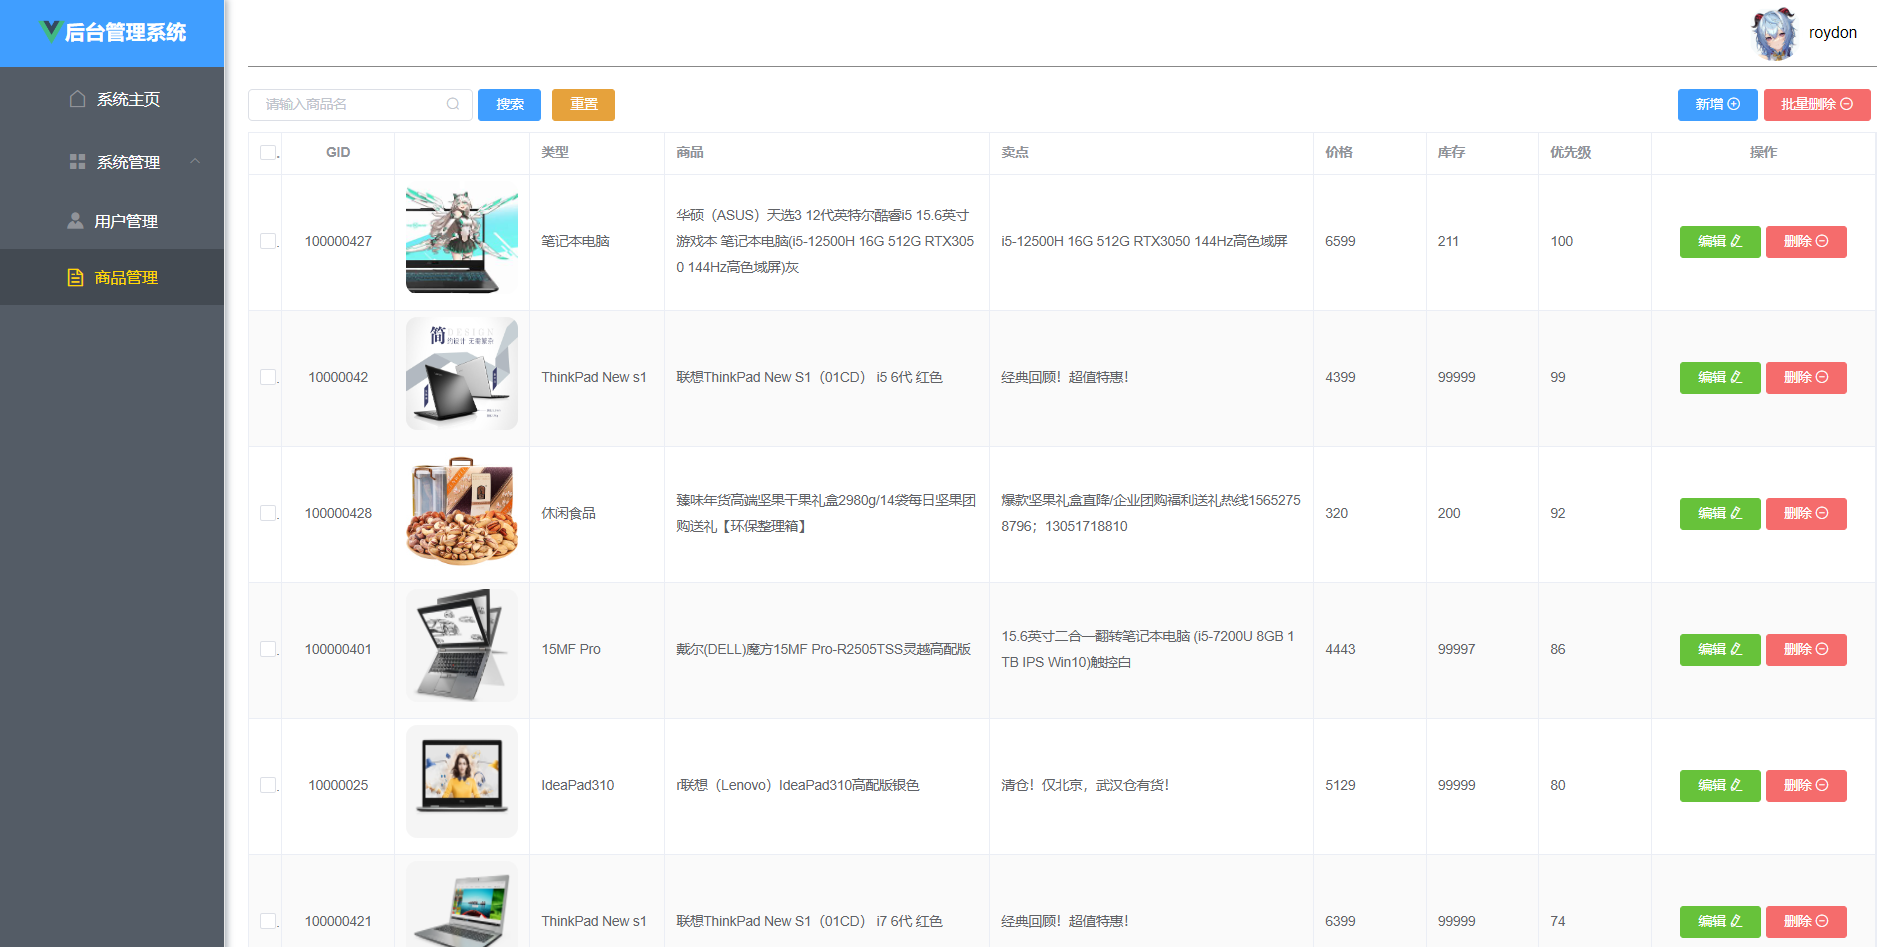 后台管理系统
roydon
系统主页
系统管理
用户管理
商品管理
请输入商品名 搜索 重置 新增 批量删除
GID 类型 商品 卖点 价格 库存 优先级 操作
100000427 笔记本电脑
华硕（ASUS）天选3 12代英特尔酷睿i5 15.6英寸
游戏本 笔记本电脑(i5-12500H 16G 512G RTX305
0 144Hz高色域屏)灰
i5-12500H 16G 512G RTX3050 144Hz高色域屏 6599 211 100 编辑 删除
简
DESIGN
约设计 无需繁杂
10000042 ThinkPad New s1 联想ThinkPad New S1（01CD） i5 6代 红色 经典回顾！超值特惠！ 4399 99999 99 编辑 删除
100000428 休闲食品
臻味年货高端坚果干果礼盒2980g/14袋每日坚果团
购送礼【环保整理箱】
爆款坚果礼盒直降/企业团购福利送礼热线1565275
8796；13051718810
320 200 92 编辑 删除
100000401 15MF Pro 戴尔(DELL)魔方15MF Pro-R2505TSS灵越高配版
15.6英寸二合一翻转笔记本电脑 (i5-7200U 8GB 1
TB IPS Win10)触控白
4443 99997 86 编辑 删除
10000025 IdeaPad310 r联想（Lenovo）IdeaPad310高配版银色 清仓！仅北京，武汉仓有货！ 5129 99999 80 编辑 删除
100000421 ThinkPad New s1 联想ThinkPad New S1（01CD） i7 6代 红色 经典回顾！超值特惠！ 6399 99999 74 编辑 删除